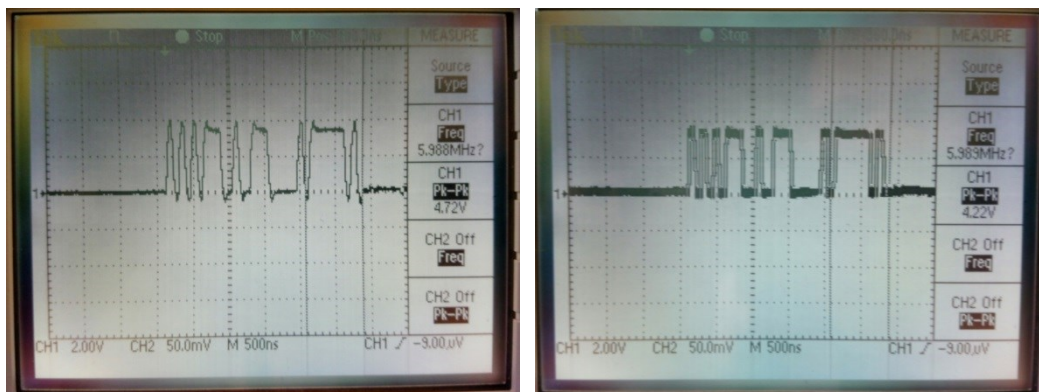 Stop
MEASURE
Source
Type
CH1
Freq
5.988MHz?
CH1
Pk-Pk
4.72V
CH2 Off
Freq
CH2 Off
Pk-Pk
1
CH1 2.00V CH2 50.0mV M 500ns CH1 -9.00uV
Stop
MEASURE
Source
Type
CH1
Freq
5.989MHz?
CH1
Pk-Pk
4.22V
CH2 Off
Freq
CH2 Off
Pk-Pk
1
CH1 2.00V CH2 50.0mV M 500ns CH1 -9.00uV